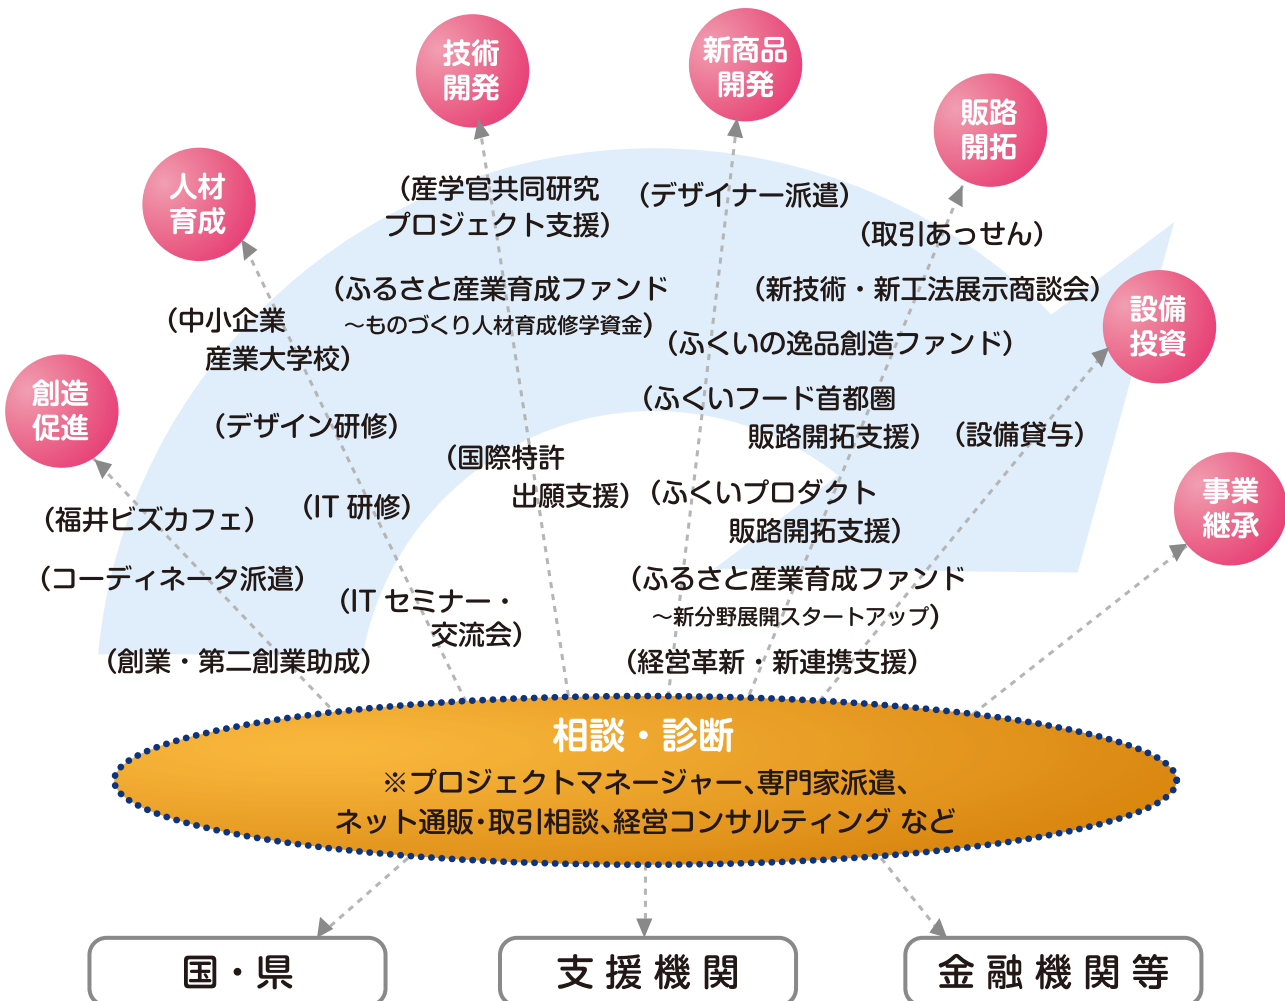 技術
開発
新商品
開発
販路
開拓
人材
育成
設備
投資
創造
促進
事業
継承
(産学官共同研究
プロジェクト支援)
(デザイナー派遣)
(取引あっせん)
(ふるさと産業育成ファンド
～ものづくり人材育成修学資金)
(新技術・新工法展示商談会)
(中小企業
産業大学校)
(ふくいの逸品創造ファンド)
(デザイン研修)
(ふくいフード首都圏
販路開拓支援)
(設備貸与)
(国際特許
出願支援)
(IT 研修)
(ふくいプロダクト
販路開拓支援)
(福井ビズカフェ)
(コーディネータ派遣)
(ITセミナー・
交流会)
(ふるさと産業育成ファンド
～新分野展開スタートアップ)
(創業・第二創業助成)
(経営革新・新連携支援)
相談・診断
※プロジェクトマネージャー、専門家派遣、
ネット通販・取引相談、経営コンサルティング など
国・県
支援機関
金融機関等